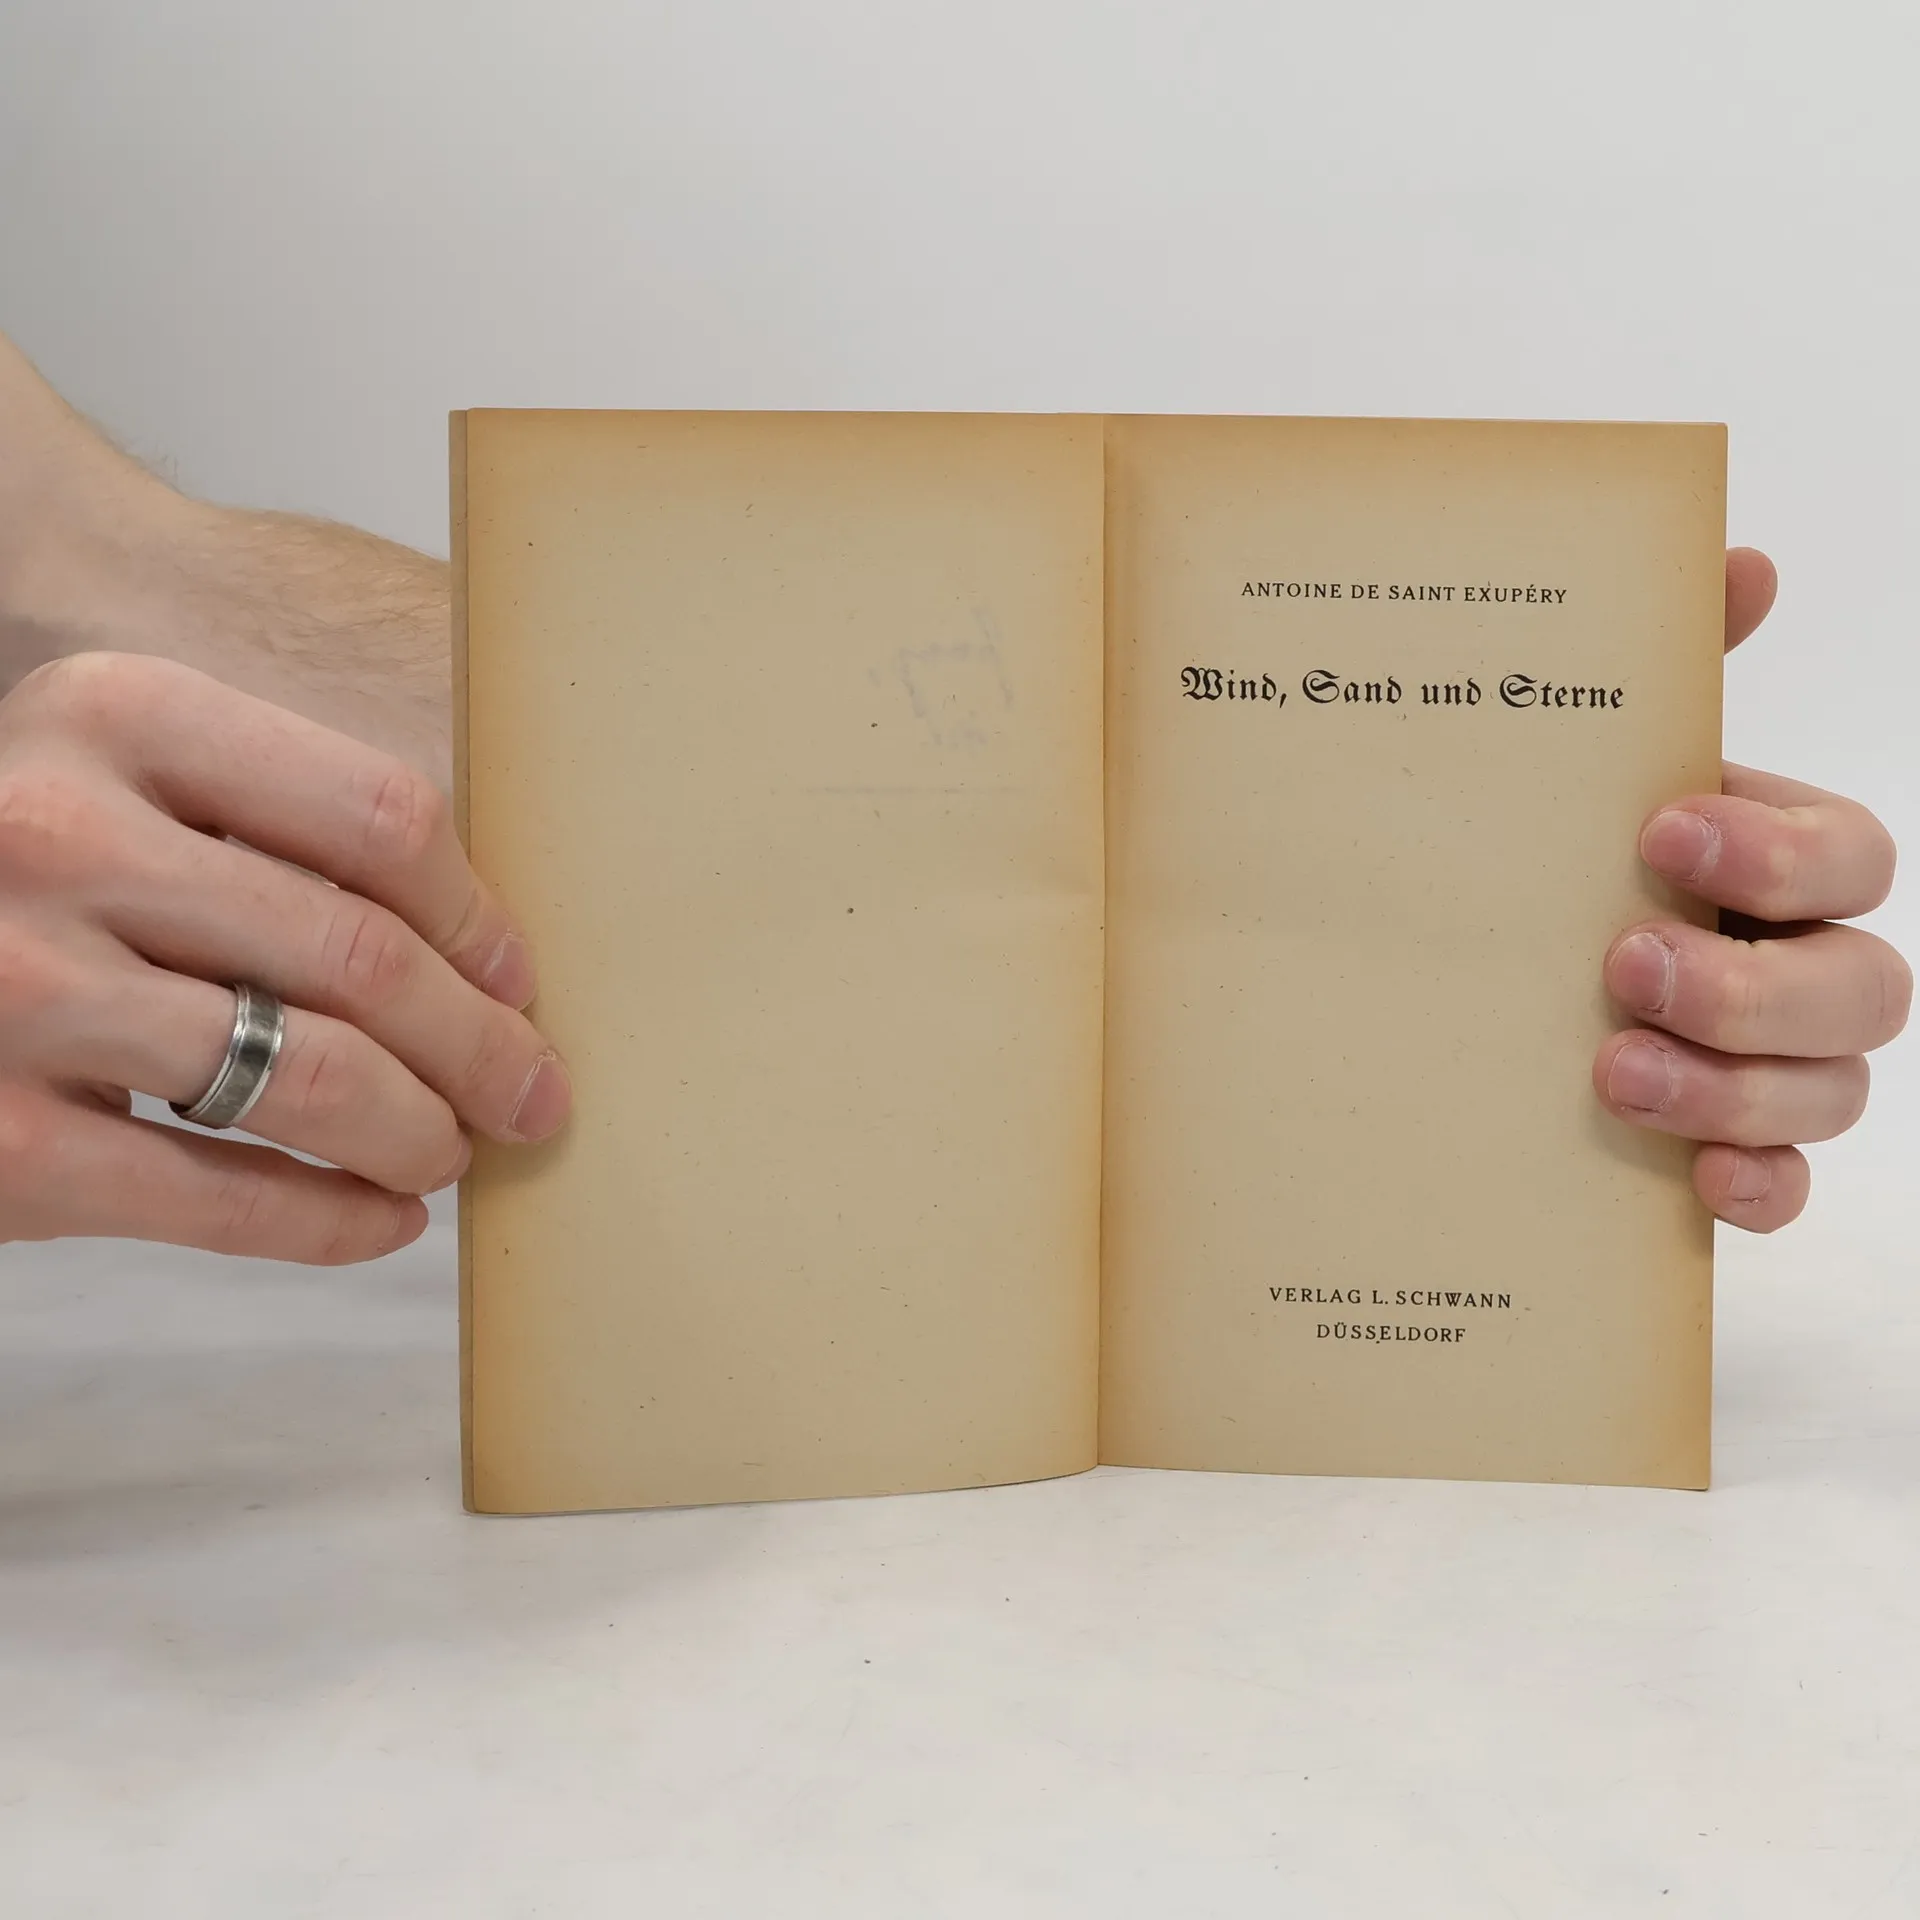 ANTOINE DE SAINT EXUPÉRY
Wind, Sand und Sterne
VERLAG L. SCHWANN
DÜSSELDORF